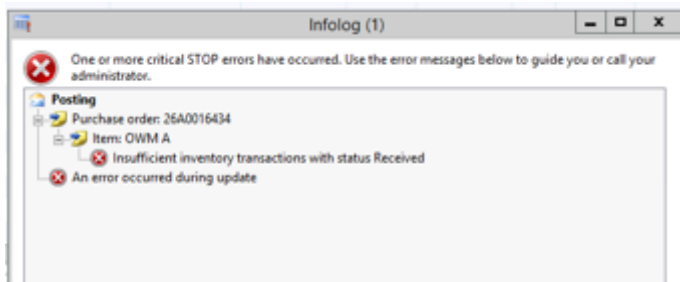 Infolog (1)
One or more critical STOP errors have occurred. Use the error messages below to guide you or call your
administrator.
Posting
Purchase order: 26A0016434
Item: OWM A
Insufficient inventory transactions with status Received
An error occurred during update